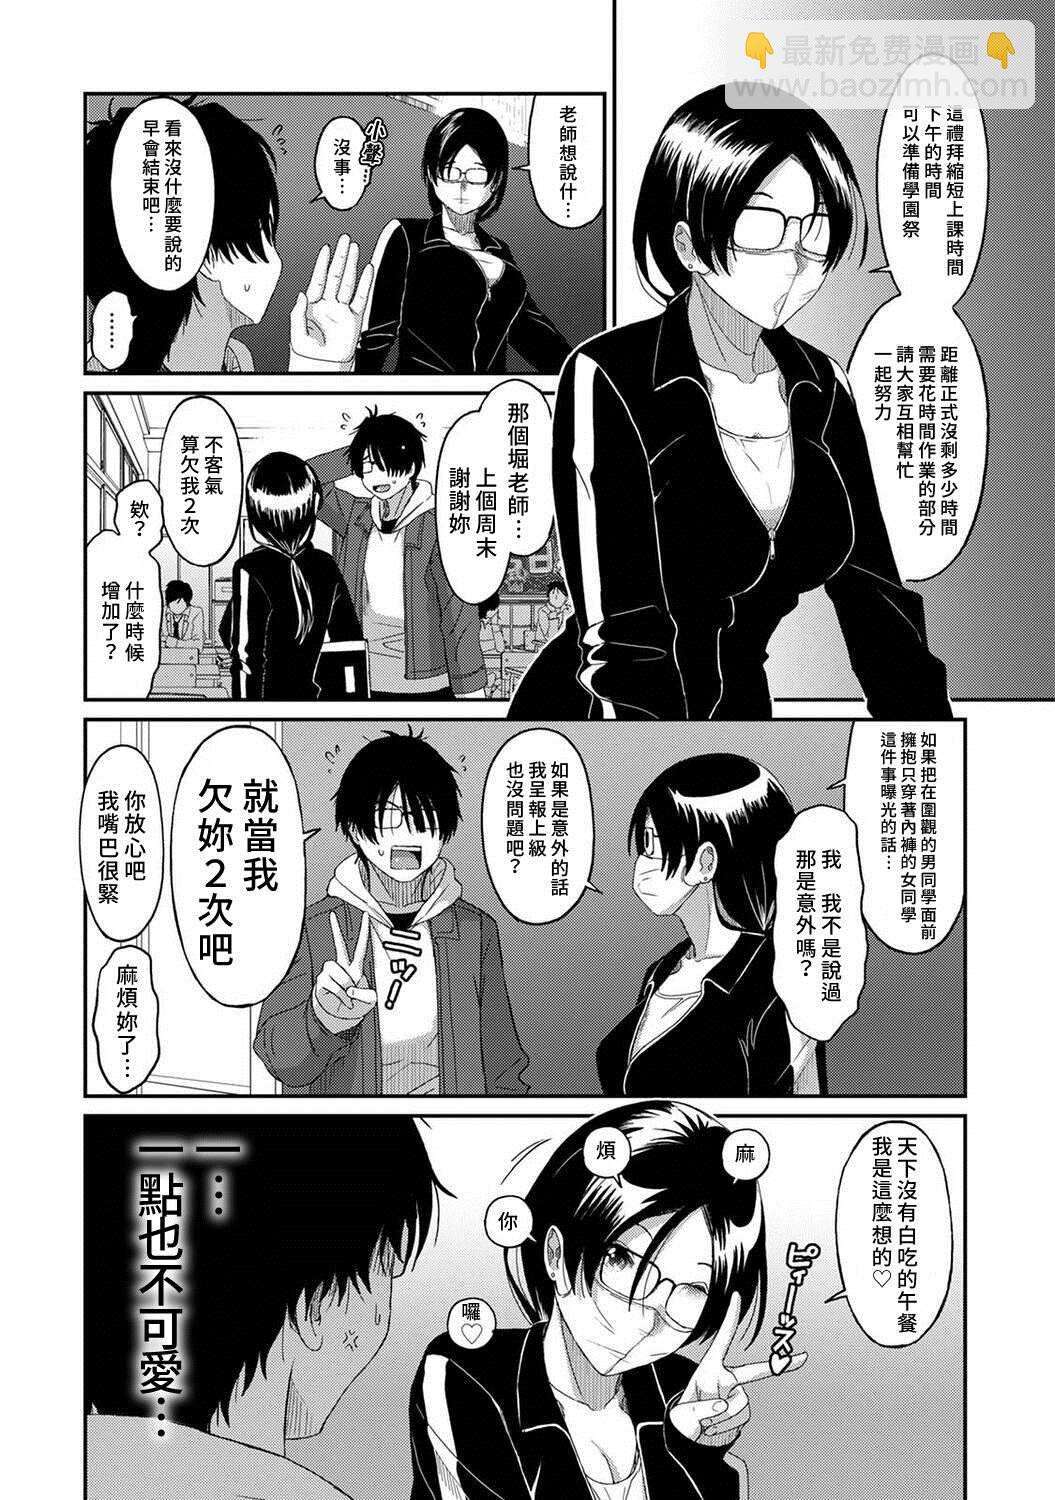 👇最新免费漫画👇
www.baozimh.com
這禮拜縮短上課時間
下午的時間
可以準備學園祭
距離正式沒剩多少時間
需要花時間作業的部分
請大家互相幫忙
一起努力
老師想說什…
小聲…
沒事…
看來沒什麼要說的
早會結束吧…
……
那個堀老師…
上個周末
謝謝妳
不客氣
算欠我2次
欸？
什麼時候
增加了？
如果把在圍觀的男同學面前
擁抱只穿著內褲的女同學
這件事曝光的話…
我 我不是說過
那是意外嗎？
如果是意外的話
我呈報上級
也沒問題吧？
ニッ！
就當我
欠妳2次吧
你放心吧
我嘴巴很緊
麻煩妳了…
天下沒有白吃的午餐
我是這麼想的♡
麻
煩
你
囉♡
ピィースッ♡
一…
一點也不可愛…